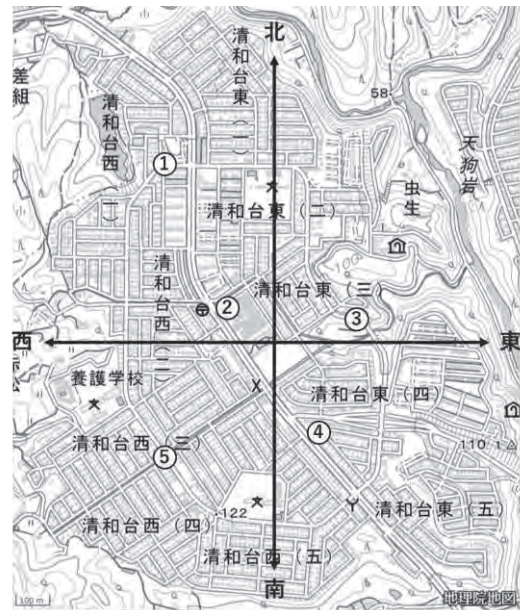 北
差組
清和台西（一）
清和台東（一）
58
天狗岩
①
虫生
清和台東（二）
清和台西（二）
②
清和台東（三）
③
西
東
養護学校
清和台東（四）
清和台西（三）
④
110.1
⑤
122
清和台西（四）
清和台東（五）
清和台西（五）
南
100 m
地理院地図